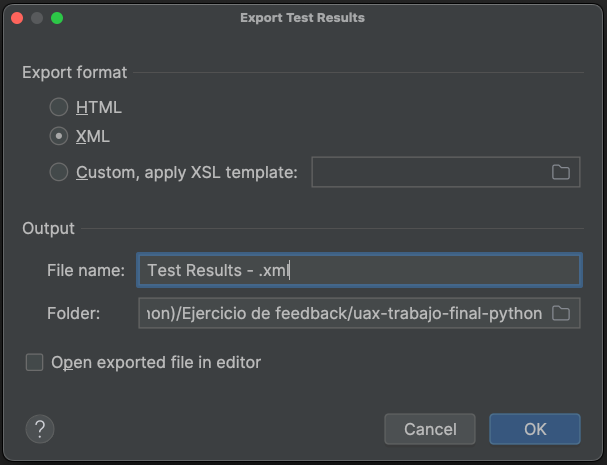 Export Test Results
Export format
HTML
XML
Custom, apply XSL template:
Output
File name: Test Results - .xml
Folder: non)/Ejercicio de feedback/uax-trabajo-final-python
Open exported file in editor
? Cancel OK